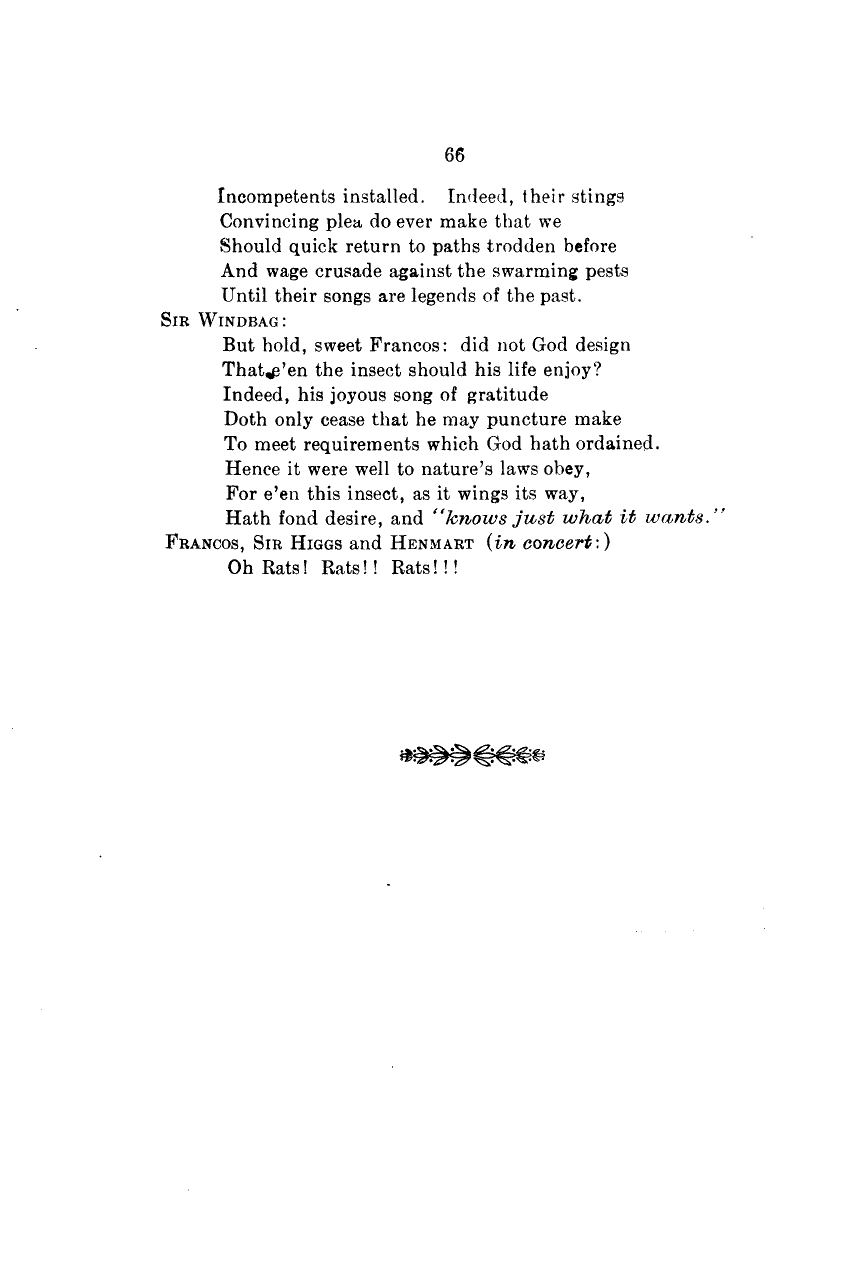 66
Incompetents installed. Indeed, their stings
Convincing plea do ever make that we
Should quick return to paths trodden before
And wage crusade against the swarming pests
Until their songs are legends of the past.
SIR WINDBAG:
But hold, sweet Francos: did not God design
That e'en the insect should his life enjoy?
Indeed, his joyous song of gratitude
Doth only cease that he may puncture make
To meet requirements which God hath ordained.
Hence it were well to nature's laws obey,
For e'en this insect, as it wings its way,
Hath fond desire, and "knows just what it wants."
FRANCOS, SIR HIGGS and HENMART (in concert:)
Oh Rats! Rats!! Rats!!!